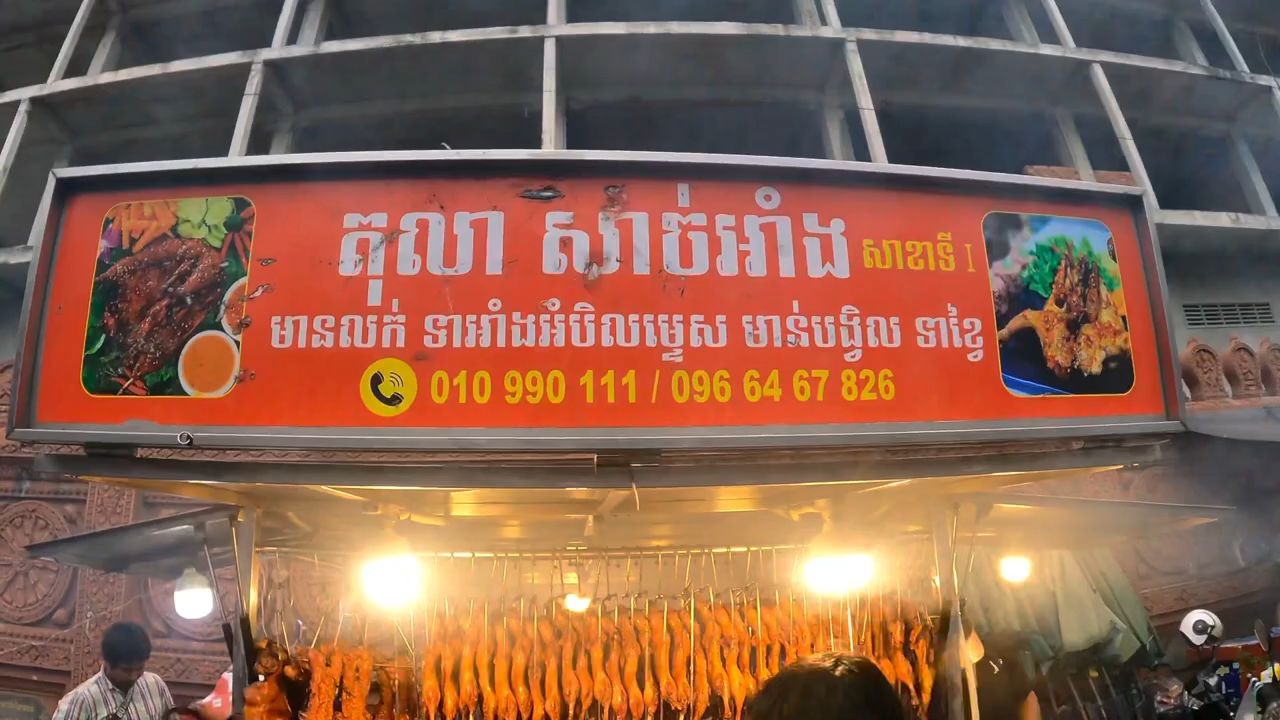 តុលា សាច់អាំង សាខាទី I
មានលក់ ទាអាំងអំបិលម្ទេស មាន់បង្វិល ទាខ្វៃ
010 990 111 / 096 64 67 826